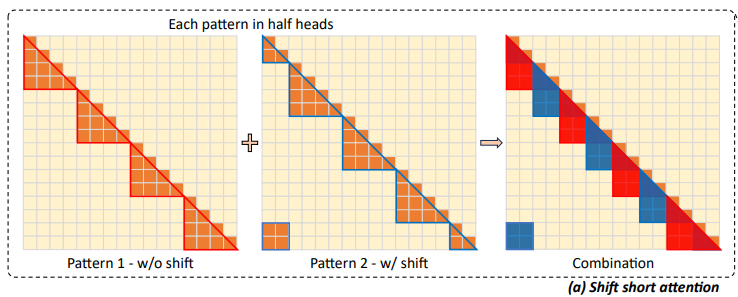 Each pattern in half heads
Pattern 1 - w/o shift
Pattern 2 - w/ shift
Combination
(a) Shift short attention